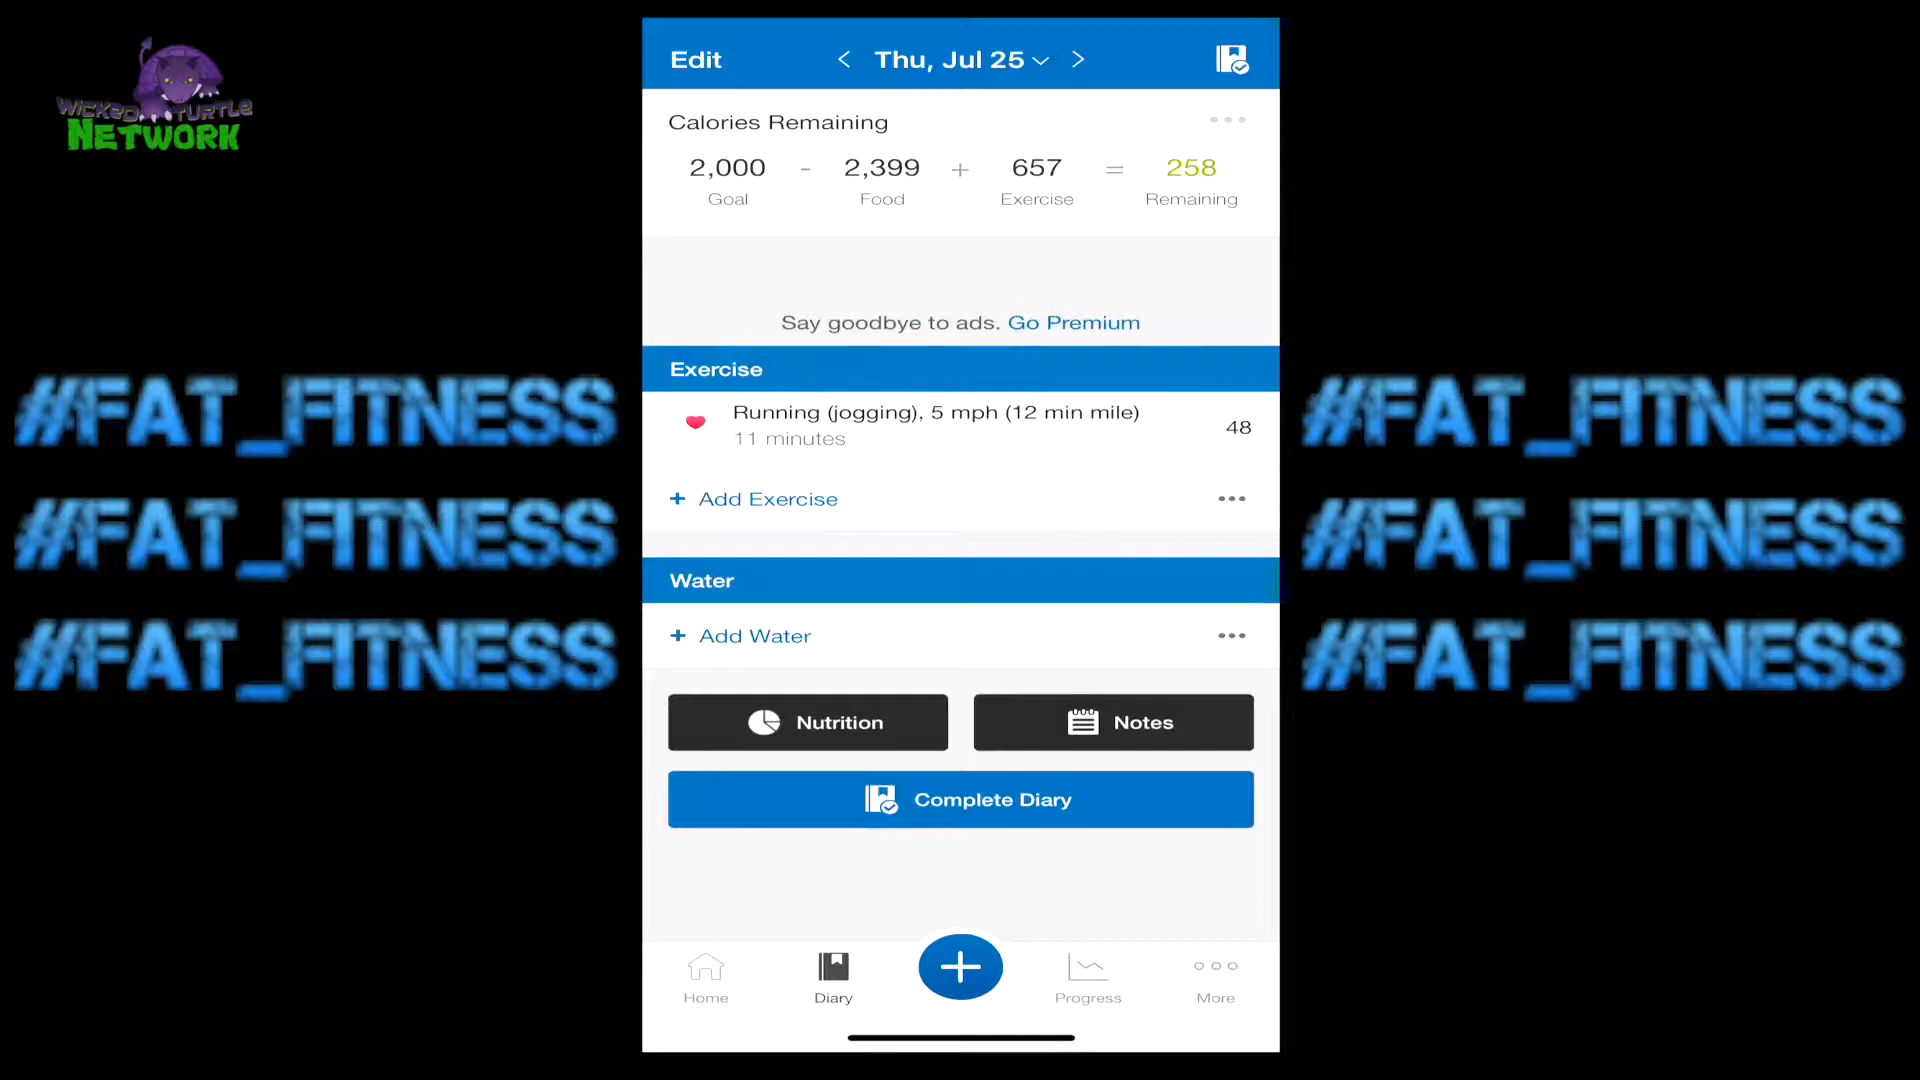 WICKED TURTLE
NETWORK
Edit < Thu, Jul 25 >
Calories Remaining
2,000 - 2,399 + 657 = 258
Goal Food Exercise Remaining
Say goodbye to ads. Go Premium
Exercise
Running (jogging), 5 mph (12 min mile)
11 minutes
48
+ Add Exercise
Water
+ Add Water
Nutrition Notes
Complete Diary
Home Diary Progress More
#FAT_FITNESS
#FAT_FITNESS
#FAT_FITNESS
#FAT_FITNESS
#FAT_FITNESS
#FAT_FITNESS